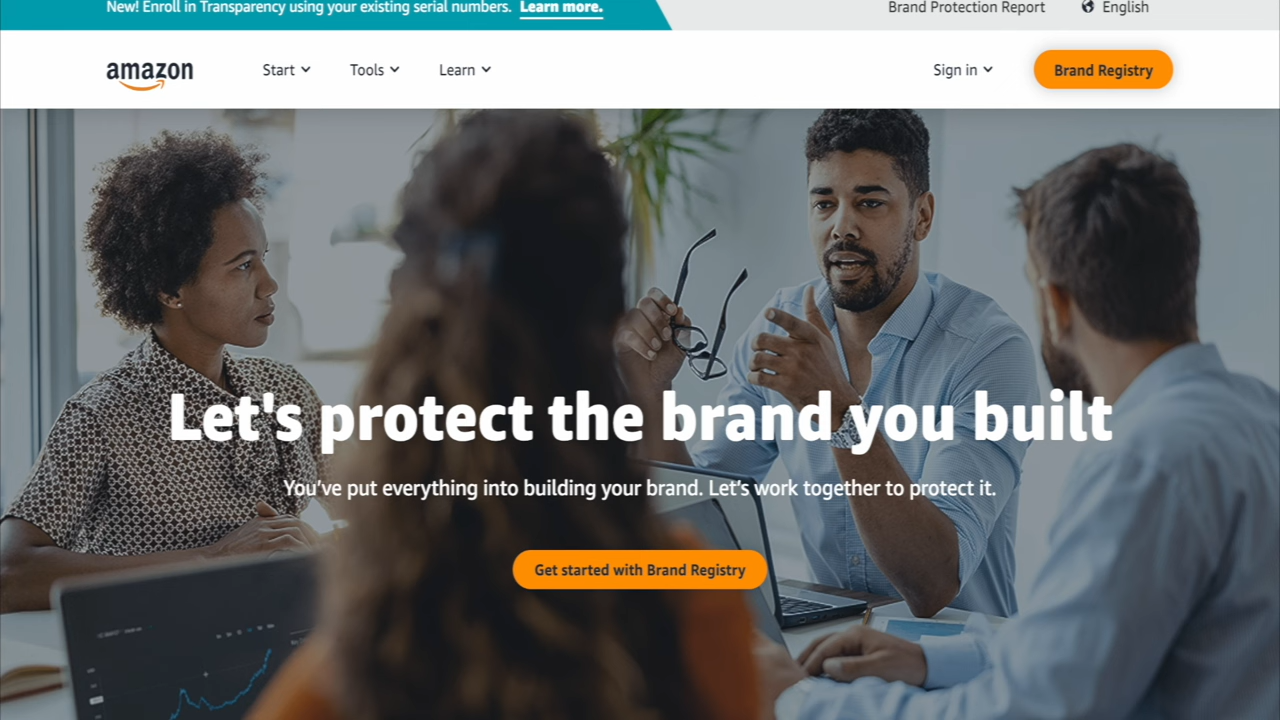 New! Enroll in Transparency using your existing serial numbers. Learn more.
Brand Protection Report
English
amazon
Start
Tools
Learn
Sign in
Brand Registry
Let's protect the brand you built
You’ve put everything into building your brand. Let’s work together to protect it.
Get started with Brand Registry